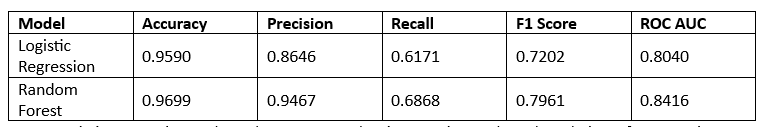 Model Accuracy Precision Recall F1 Score ROC AUC
Logistic
Regression 0.9590 0.8646 0.6171 0.7202 0.8040
Random
Forest 0.9699 0.9467 0.6868 0.7961 0.8416